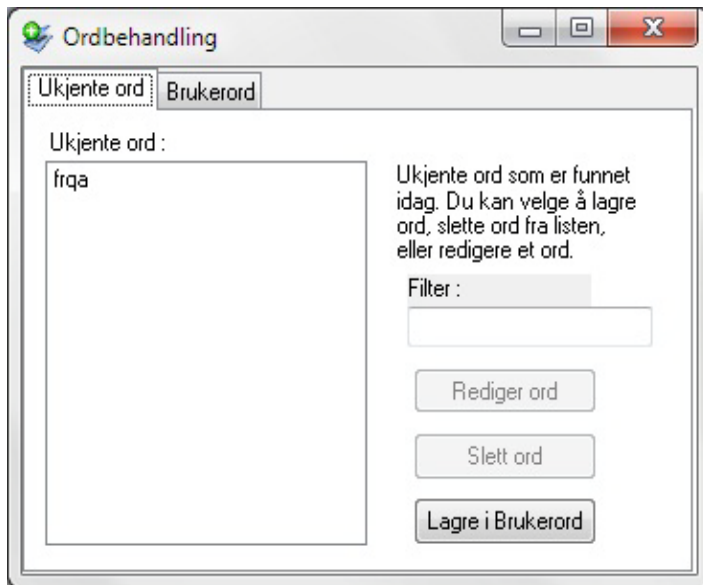 Ordbehandling
Ukjente ord
Brukerord
Ukjente ord :
frqa
Ukjente ord som er funnet
idag. Du kan velge å lagre
ord, slette ord fra listen,
eller redigere et ord.
Filter :
Rediger ord
Slett ord
Lagre i Brukerord